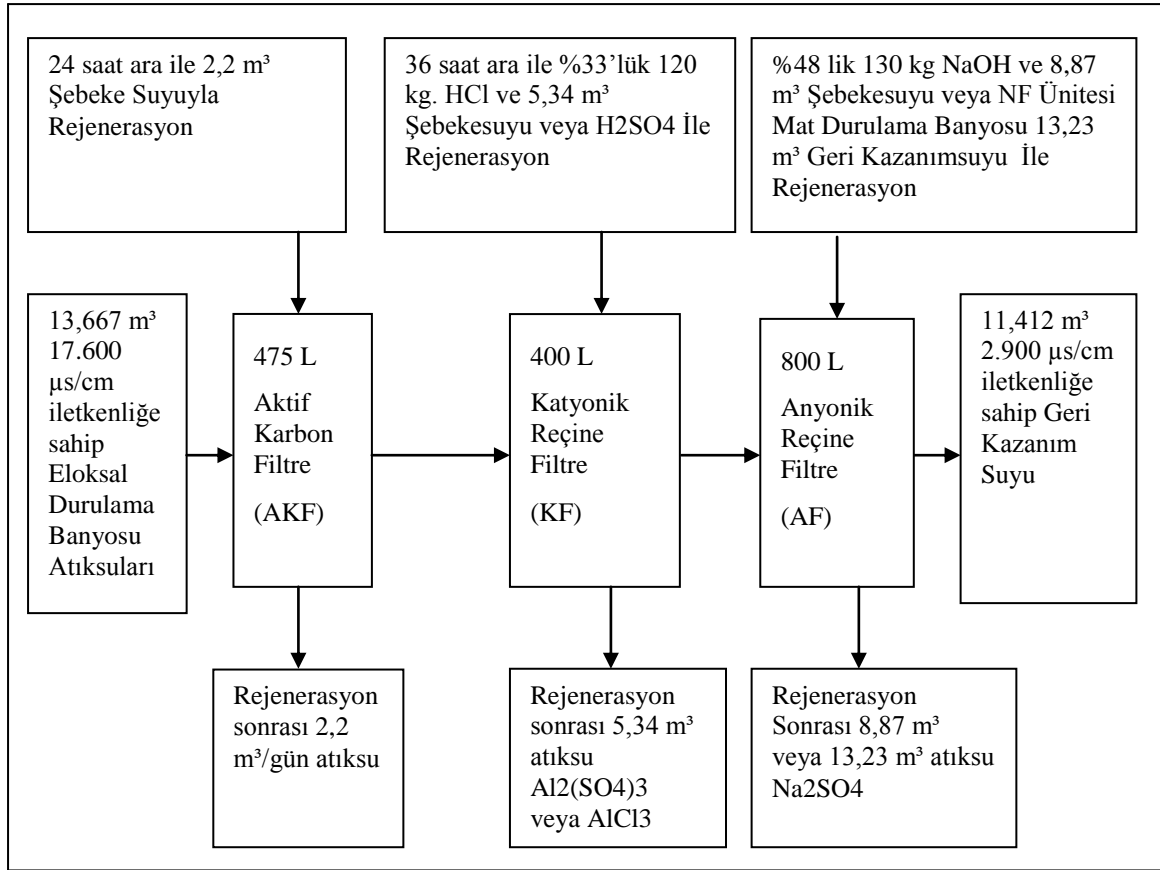 24 saat ara ile 2,2 m³
Şebeke Suyuyla
Rejenerasyon
36 saat ara ile %33’lük 120
kg. HCl ve 5,34 m³
Şebekesuyu veya H2SO4 İle
Rejenerasyon
%48 lik 130 kg NaOH ve 8,87
m³ Şebekesuyu veya NF Ünitesi
Mat Durulama Banyosu 13,23
m³ Geri Kazanımsuyu İle
Rejenerasyon
13,667 m³
17.600
µs/cm
iletkenliğe
sahip
Eloksal
Durulama
Banyosu
Atıksuları
475 L
Aktif
Karbon
Filtre
(AKF)
400 L
Katyonik
Reçine
Filtre
(KF)
800 L
Anyonik
Reçine
Filtre
(AF)
11,412 m³
2.900 µs/cm
iletkenliğe
sahip Geri
Kazanım
Suyu
Rejenerasyon
sonrası 2,2
m³/gün atıksu
Rejenerasyon
sonrası 5,34 m³
atıksu
Al2(SO4)3
veya AlCl3
Rejenerasyon
Sonrası 8,87 m³
veya 13,23 m³ atıksu
Na2SO4